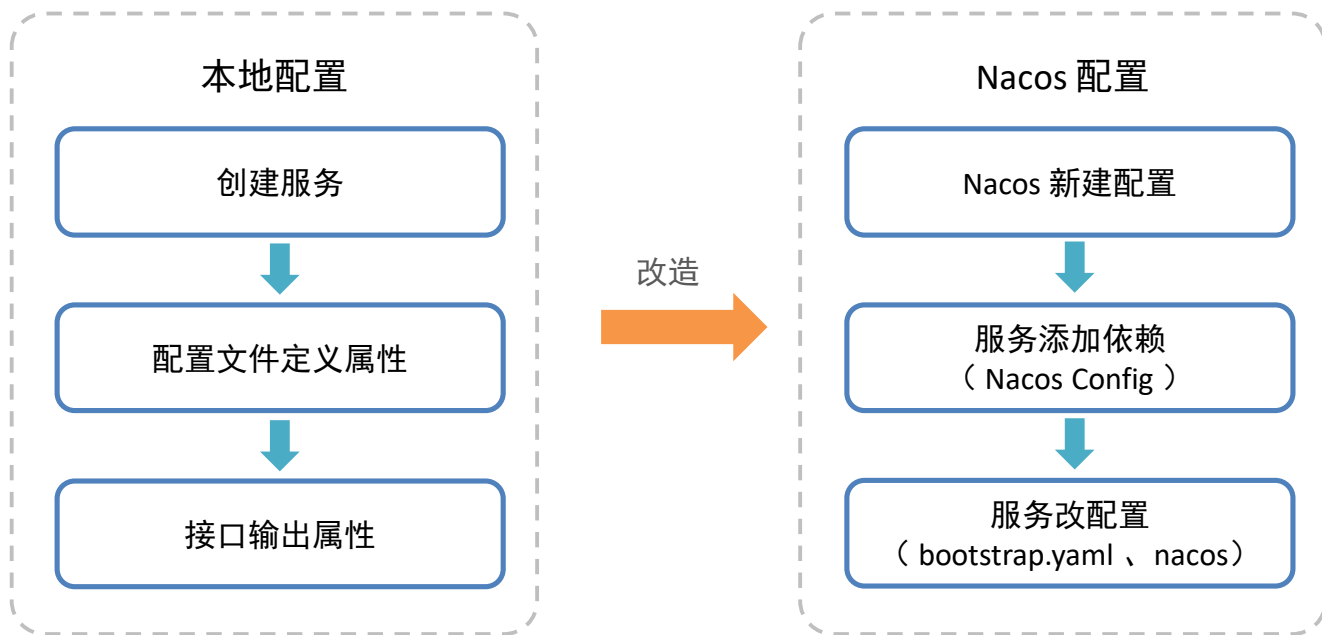 本地配置
创建服务
配置文件定义属性
接口输出属性
改造
Nacos 配置
Nacos 新建配置
服务添加依赖
（ Nacos Config ）
服务改配置
（ bootstrap.yaml 、nacos）